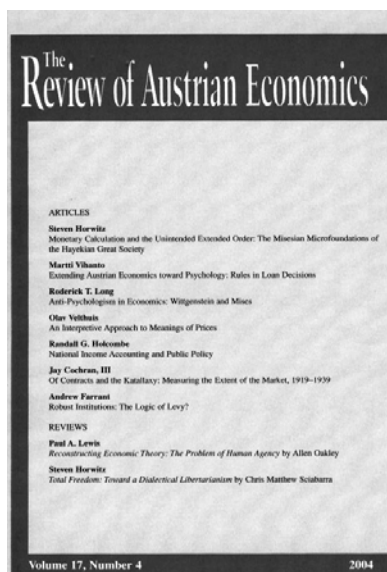 The
Review of Austrian Economics
ARTICLES
Steven Horwitz
Monetary Calculation and the Unintended Extended Order: The Misesian Microfoundations of
the Hayekian Great Society
Martti Vihanto
Extending Austrian Economics toward Psychology: Rules in Loan Decisions
Roderick T. Long
Anti-Psychologism in Economics: Wittgenstein and Mises
Olav Velthuis
An Interpretive Approach to Meanings of Prices
Randall G. Holcombe
National Income Accounting and Public Policy
Jay Cochran, III
Of Contracts and the Katallaxy: Measuring the Extent of the Market, 1919–1939
Andrew Farrant
Robust Institutions: The Logic of Levy?
REVIEWS
Paul A. Lewis
Reconstructing Economic Theory: The Problem of Human Agency by Allen Oakley
Steven Horwitz
Total Freedom: Toward a Dialectical Libertarianism by Chris Matthew Sciabarra
Volume 17, Number 4 2004